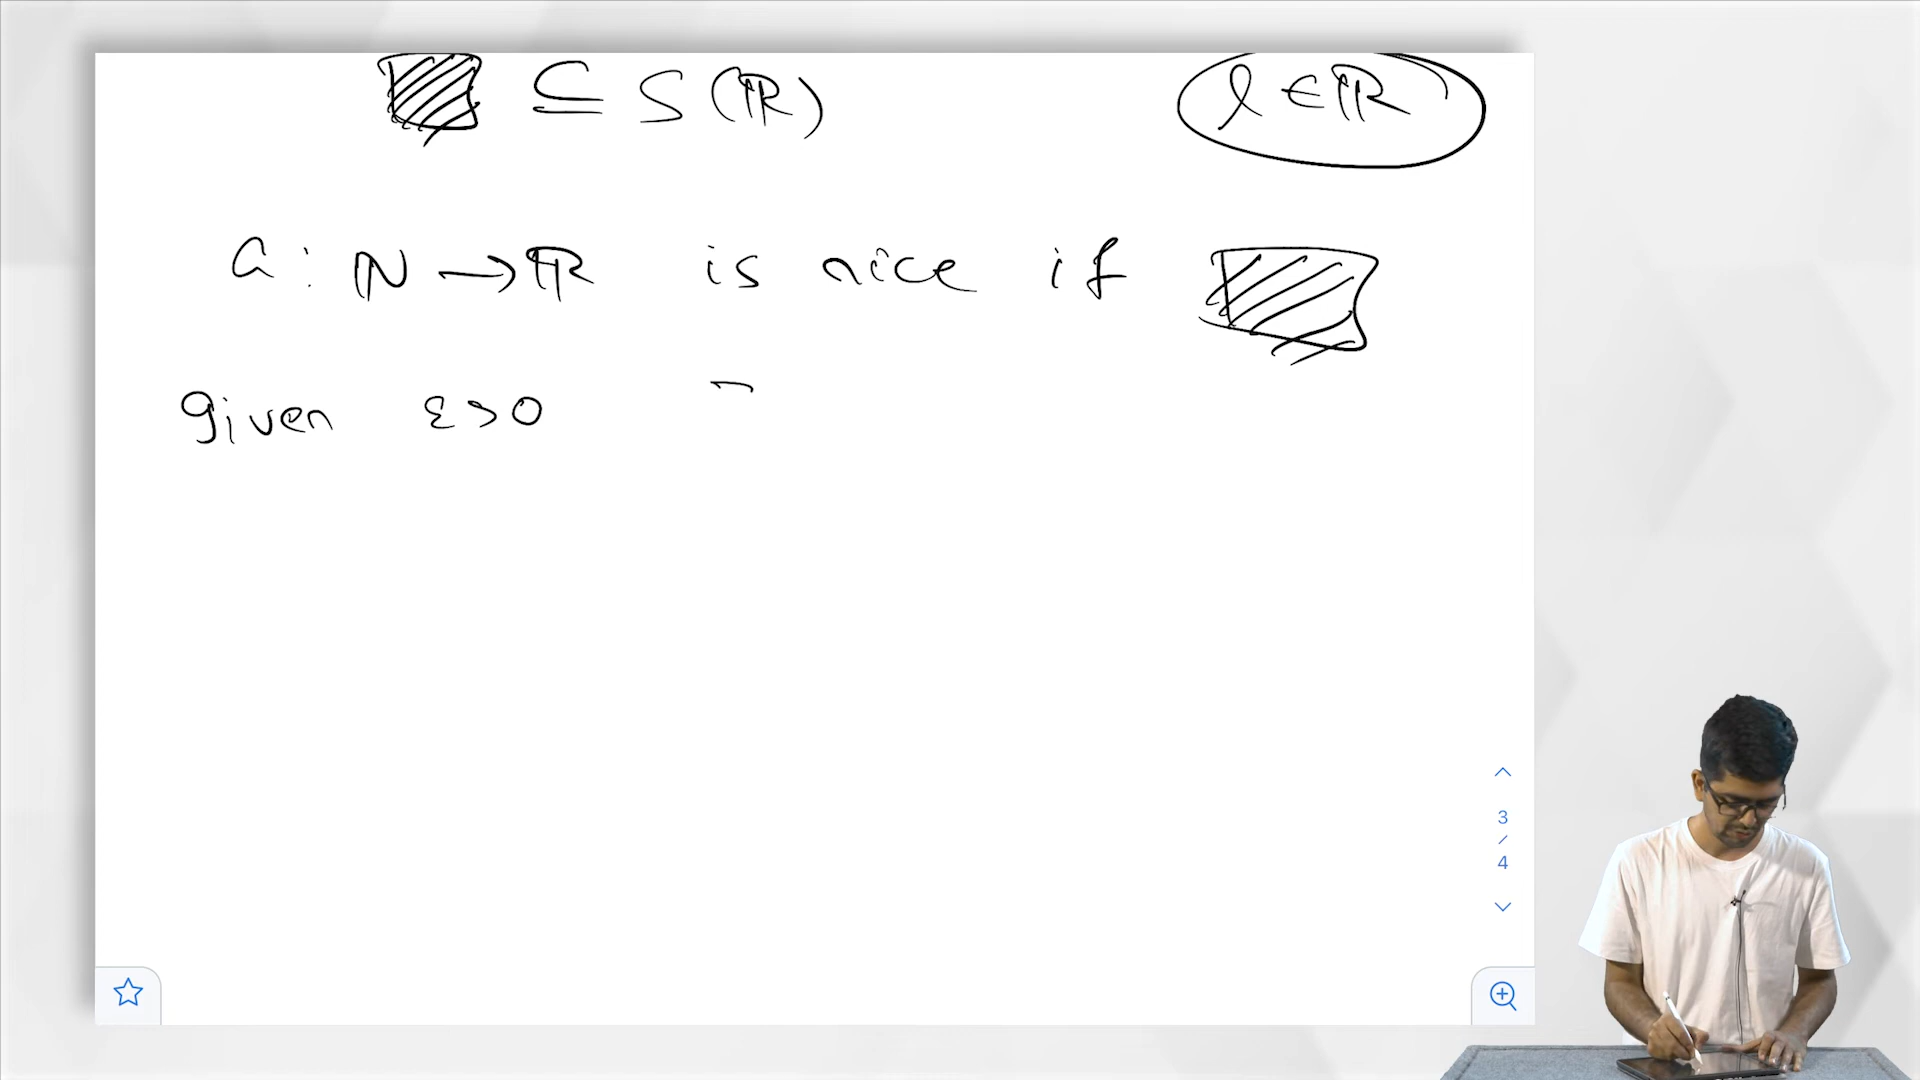 ⊆ S(ℝ) l ∈ ℝ
a : ℕ → ℝ is nice if
given ε > 0
3
/
4